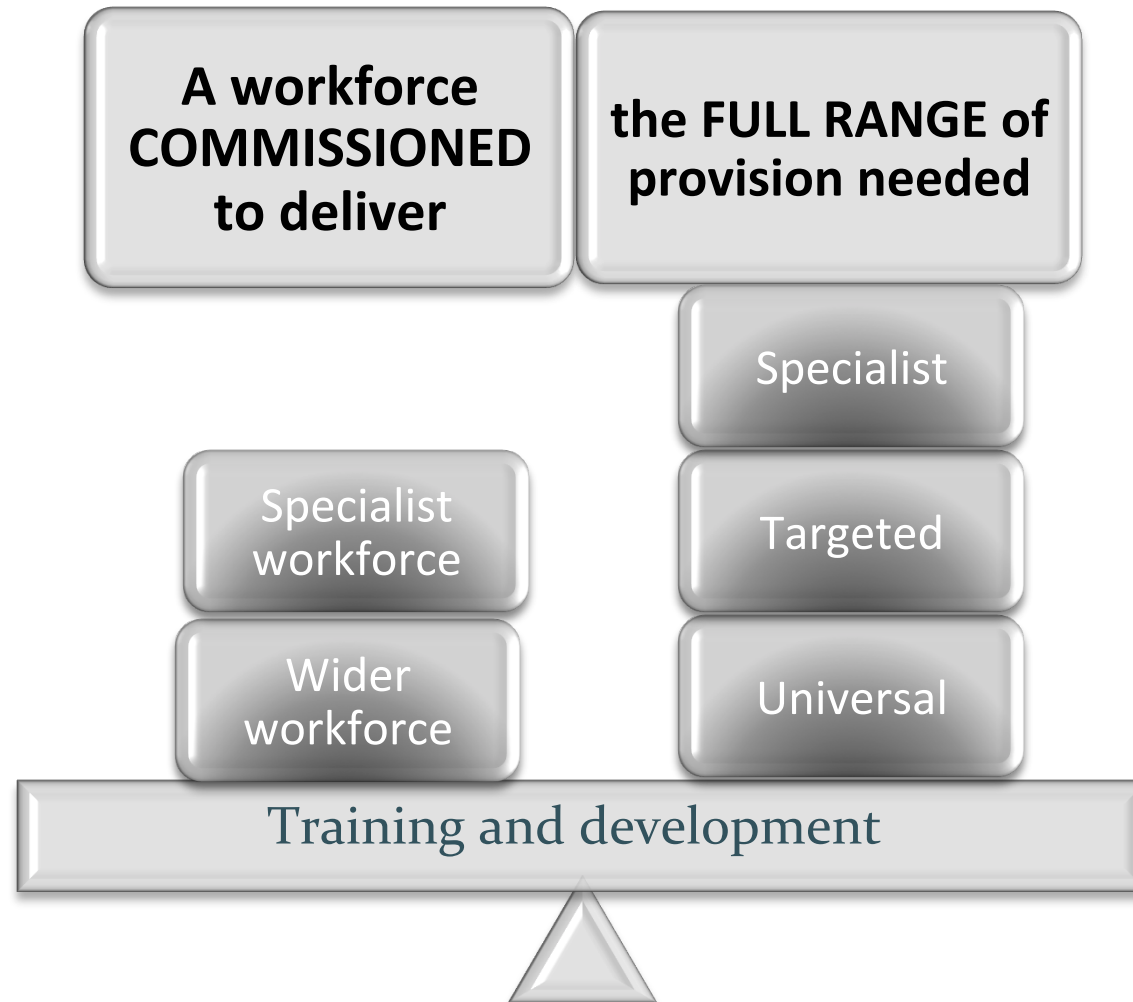 A workforce
COMMISSIONED
to deliver
the FULL RANGE of
provision needed
Specialist
Specialist
workforce
Targeted
Wider
workforce
Universal
Training and development